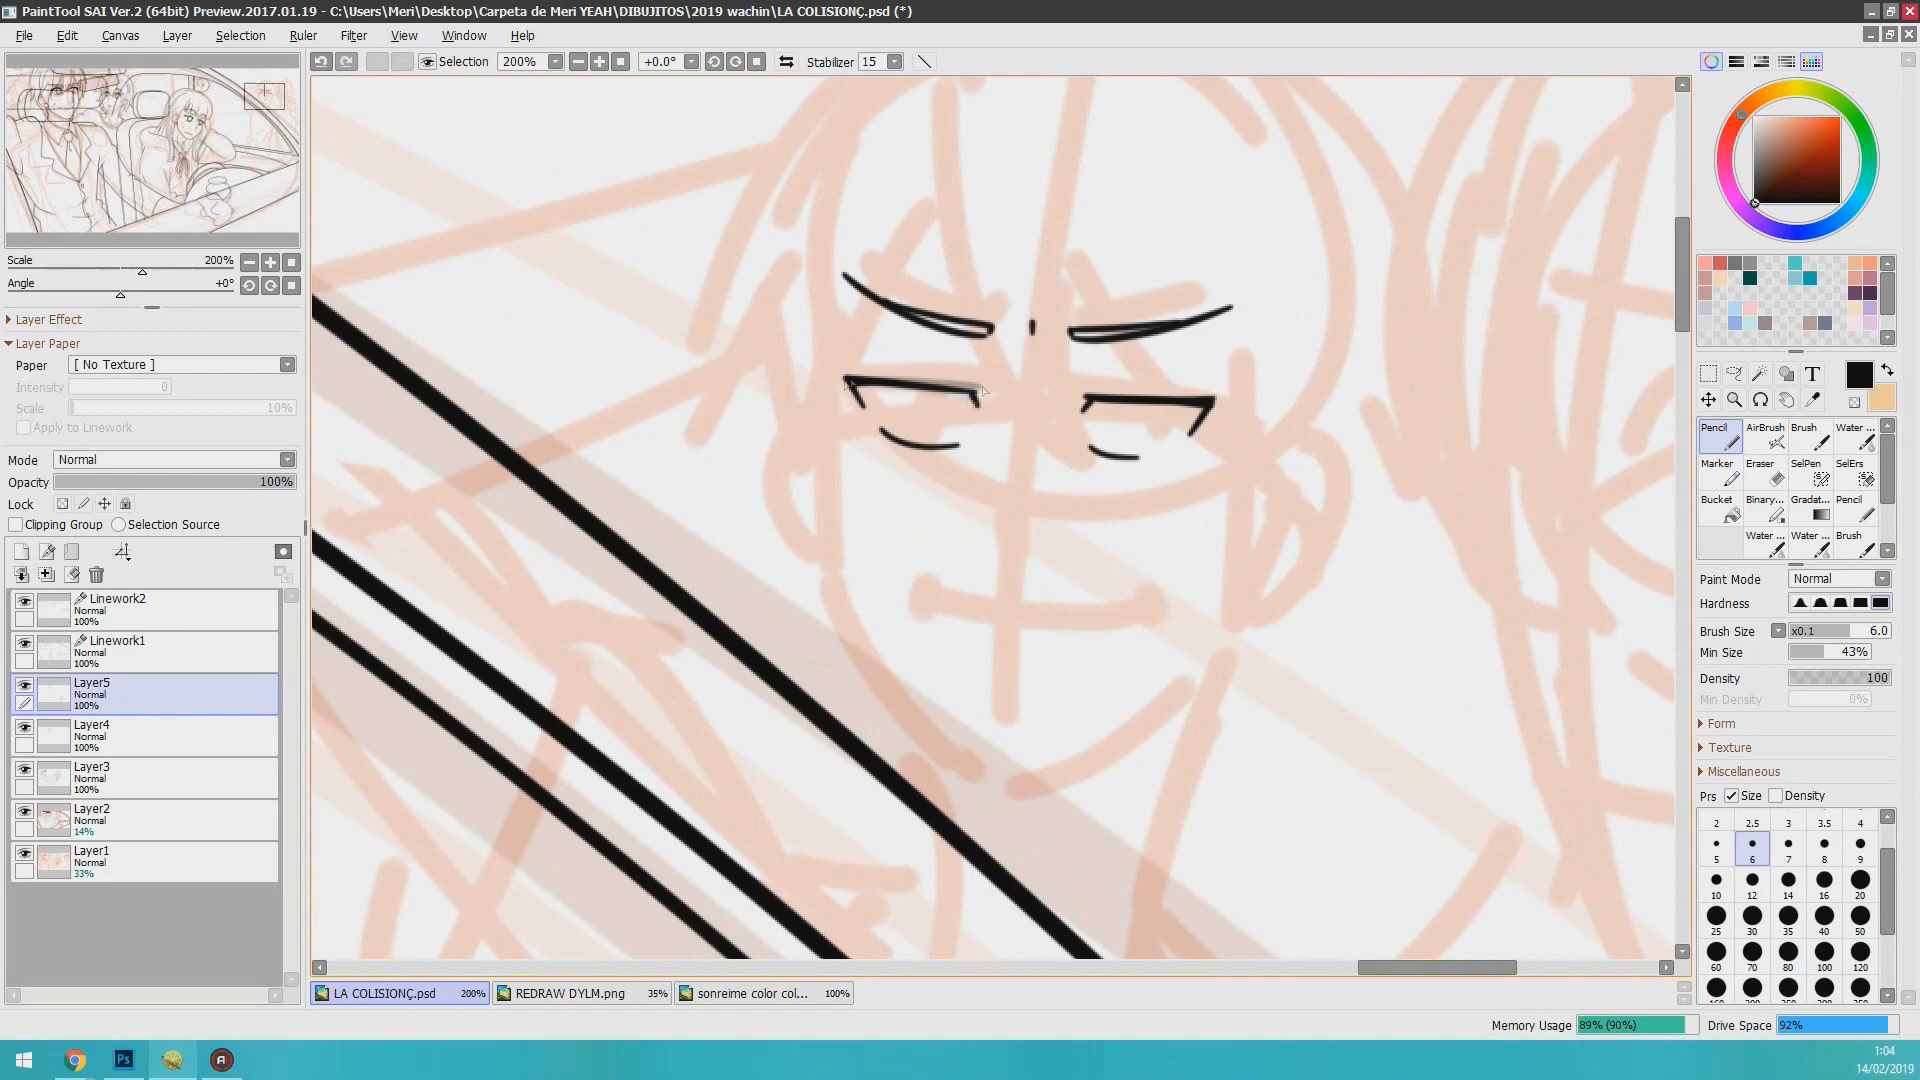 PaintTool SAI Ver.2 (64bit) Preview.2017.01.19 - C:\Users\Meri\Desktop\Carpeta de Meri YEAH\DIBUJITOS\2019 wachin\LA COLISIONÇ.psd (*)
File Edit Canvas Layer Selection Ruler Filter View Window Help
Selection 200% +0.0° Stabilizer 15
Scale 200%
Angle +0°
Layer Effect
Layer Paper
Paper [ No Texture ]
Intensity 0
Scale 10%
Apply to Linework
Mode Normal
Opacity 100%
Lock
Clipping Group Selection Source
Linework2
Normal
100%
Linework1
Normal
100%
Layer5
Normal
100%
Layer4
Normal
100%
Layer3
Normal
100%
Layer2
Normal
14%
Layer1
Normal
33%
T
Pencil AirBrush Brush Water ...
Marker Eraser SelPen SelErs
Bucket Binary... Gradat... Pencil
Water ... Water ... Brush
Paint Mode Normal
Hardness
Brush Size x0.1 6.0
Min Size 43%
Density 100
Min Density 0%
Form
Texture
Miscellaneous
Prs Size Density
2 2.5 3 3.5 4
5 6 7 8 9
10 12 14 16 20
25 30 35 40 50
60 70 80 100 120
LA COLISIONÇ.psd 200% REDRAW DYLM.png 35% sonreime color col... 100%
Memory Usage 89% (90%) Drive Space 92%
Ps A
1:04
14/02/2019